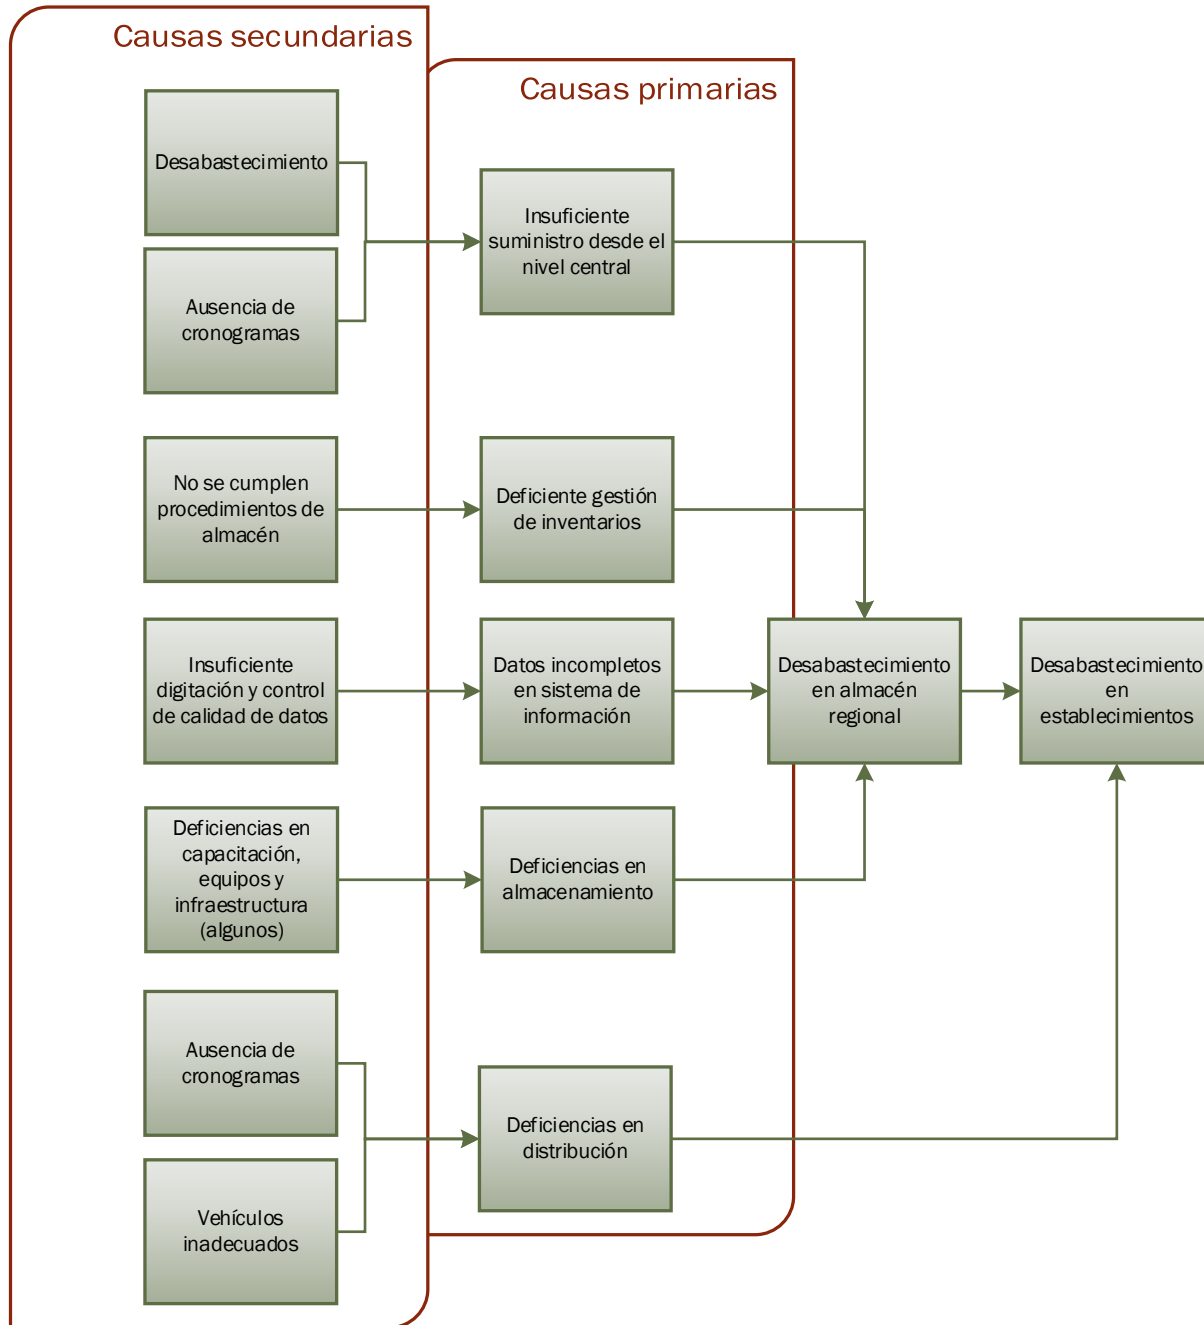 Causas secundarias
Causas primarias
Desabastecimiento
Ausencia de
cronogramas
Insuficiente
suministro desde el
nivel central
No se cumplen
procedimientos de
almacén
Deficiente gestión
de inventarios
Insuficiente
digitación y control
de calidad de datos
Datos incompletos
en sistema de
información
Desabastecimiento
en almacén
regional
Desabastecimiento
en
establecimientos
Deficiencias en
capacitación,
equipos y
infraestructura
(algunos)
Deficiencias en
almacenamiento
Ausencia de
cronogramas
Vehículos
inadecuados
Deficiencias en
distribución